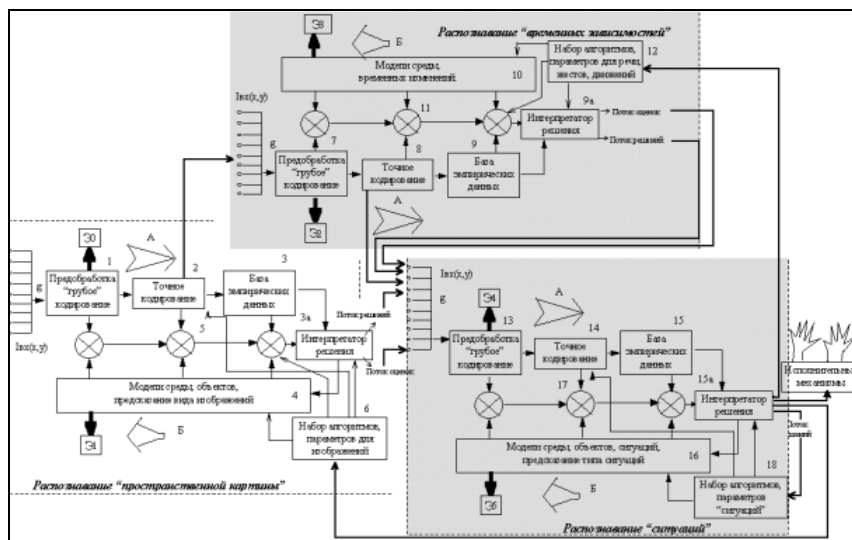 Э8
Б
Распознавание “временных зависимостей”
Модели среды,
временных изменений.
10
Набор алгоритмов,
параметров для речи,
жестов, движений
12
Iвх(x,y)
11
9а
Интерпретатор
решения
Поток оценок
Поток решений
g
7
Предобработка
“грубое”
кодирование
8
Точное
кодирование
9
База
эмпирических
данных
Э2
А
Э0
А
1
Предобработка
“грубое”
кодирование
2
Точное
кодирование
3
База
эмпирических
данных
g
Iвх(x,y)
5
3а
Интерпретатор
решения
Поток решений
Поток оценок
Модели среды, объектов,
предсказание вида изображений
4
Э1
Б
6
Набор алгоритмов,
параметров для
изображений
Распознавание “пространственной картины”
Iвх(x,y)
g
Э4
А
13
Предобработка
“грубое”
кодирование
14
Точное
кодирование
15
База
эмпирических
данных
17
15а
Интерпретатор
решения
Исполнительные
механизмы
Поток
Модели среды, объектов, ситуаций,
предсказание типа ситуаций
16
18
Набор алгоритмов,
параметров
“ситуаций”
Э6
Б
Распознавание “ситуаций”